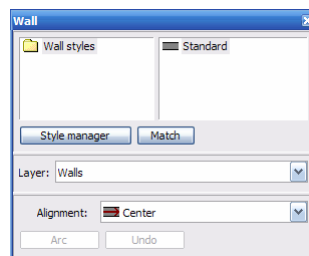 Wall
Wall styles
Standard
Style manager
Match
Layer: Walls
Alignment: Center
Arc
Undo